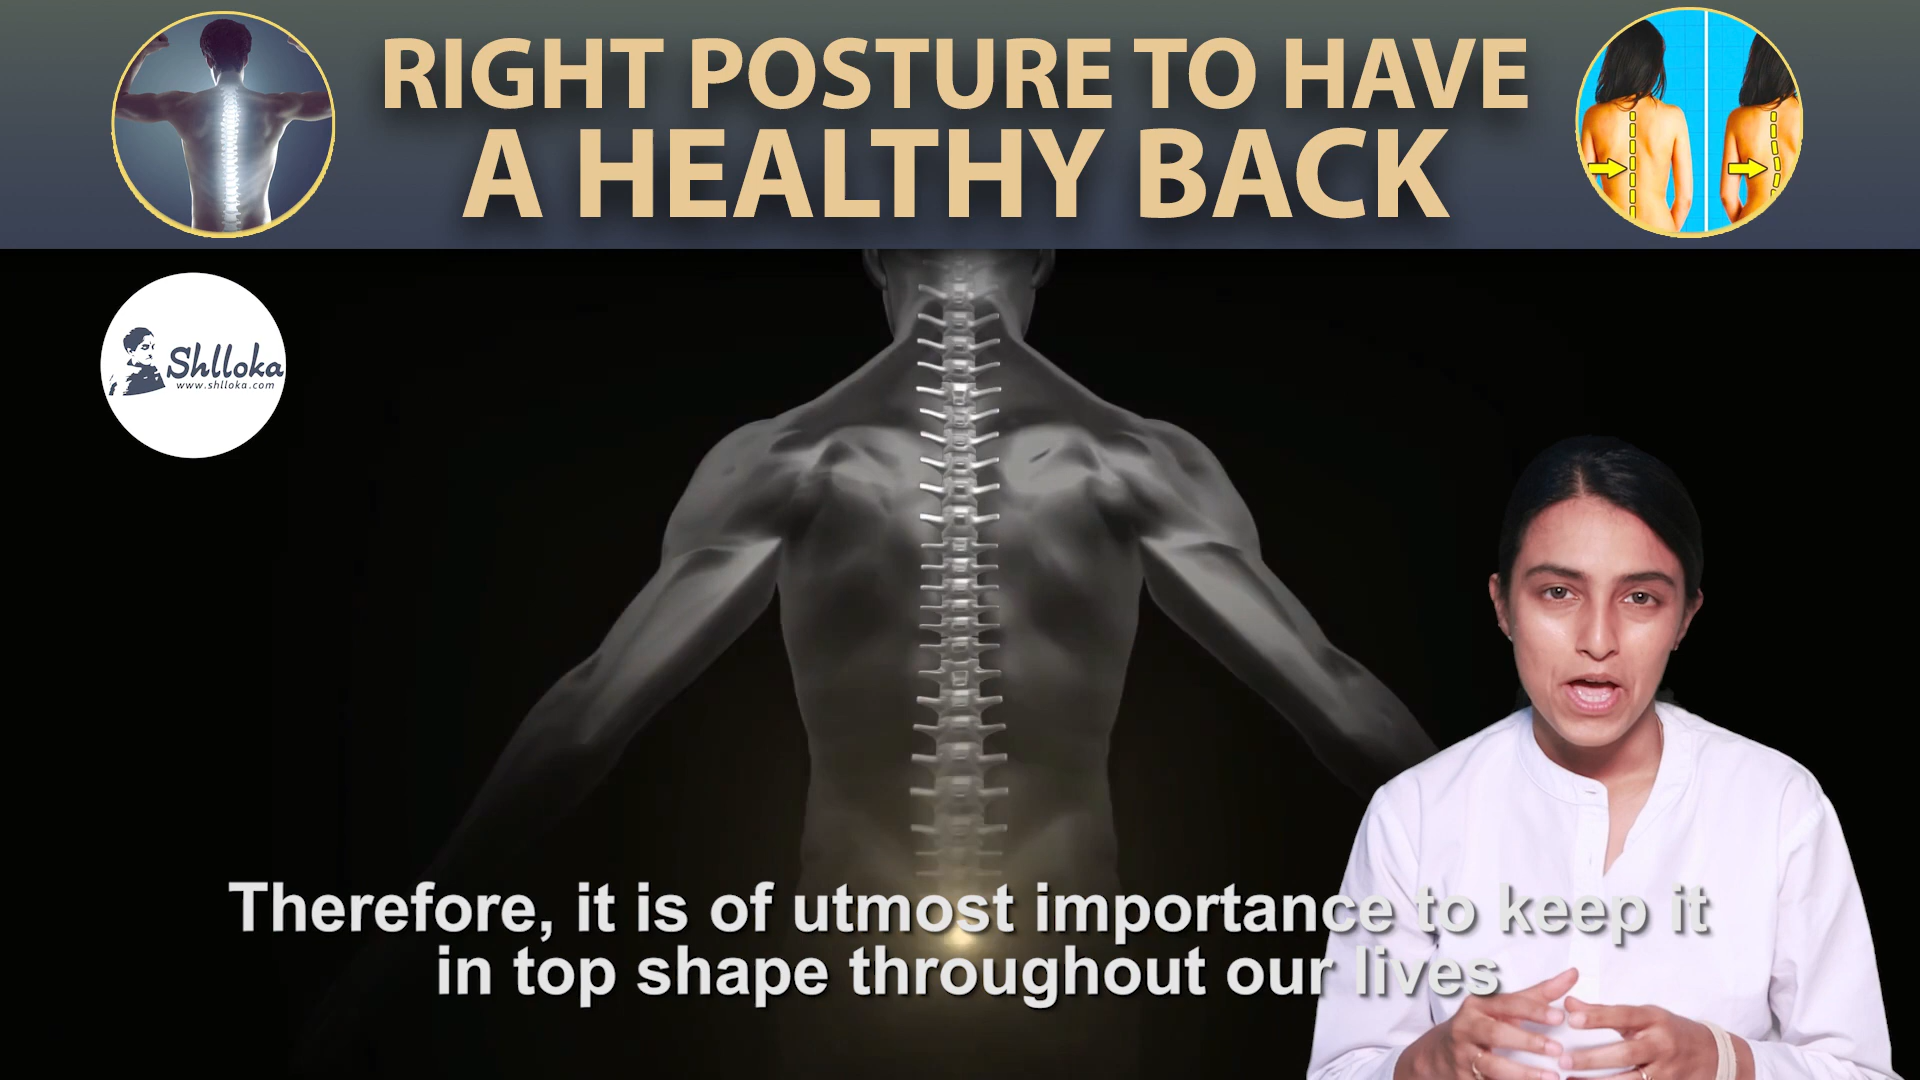 RIGHT POSTURE TO HAVE
A HEALTHY BACK
Shlloka
www.shlloka.com
Therefore, it is of utmost importance to keep it
in top shape throughout our lives